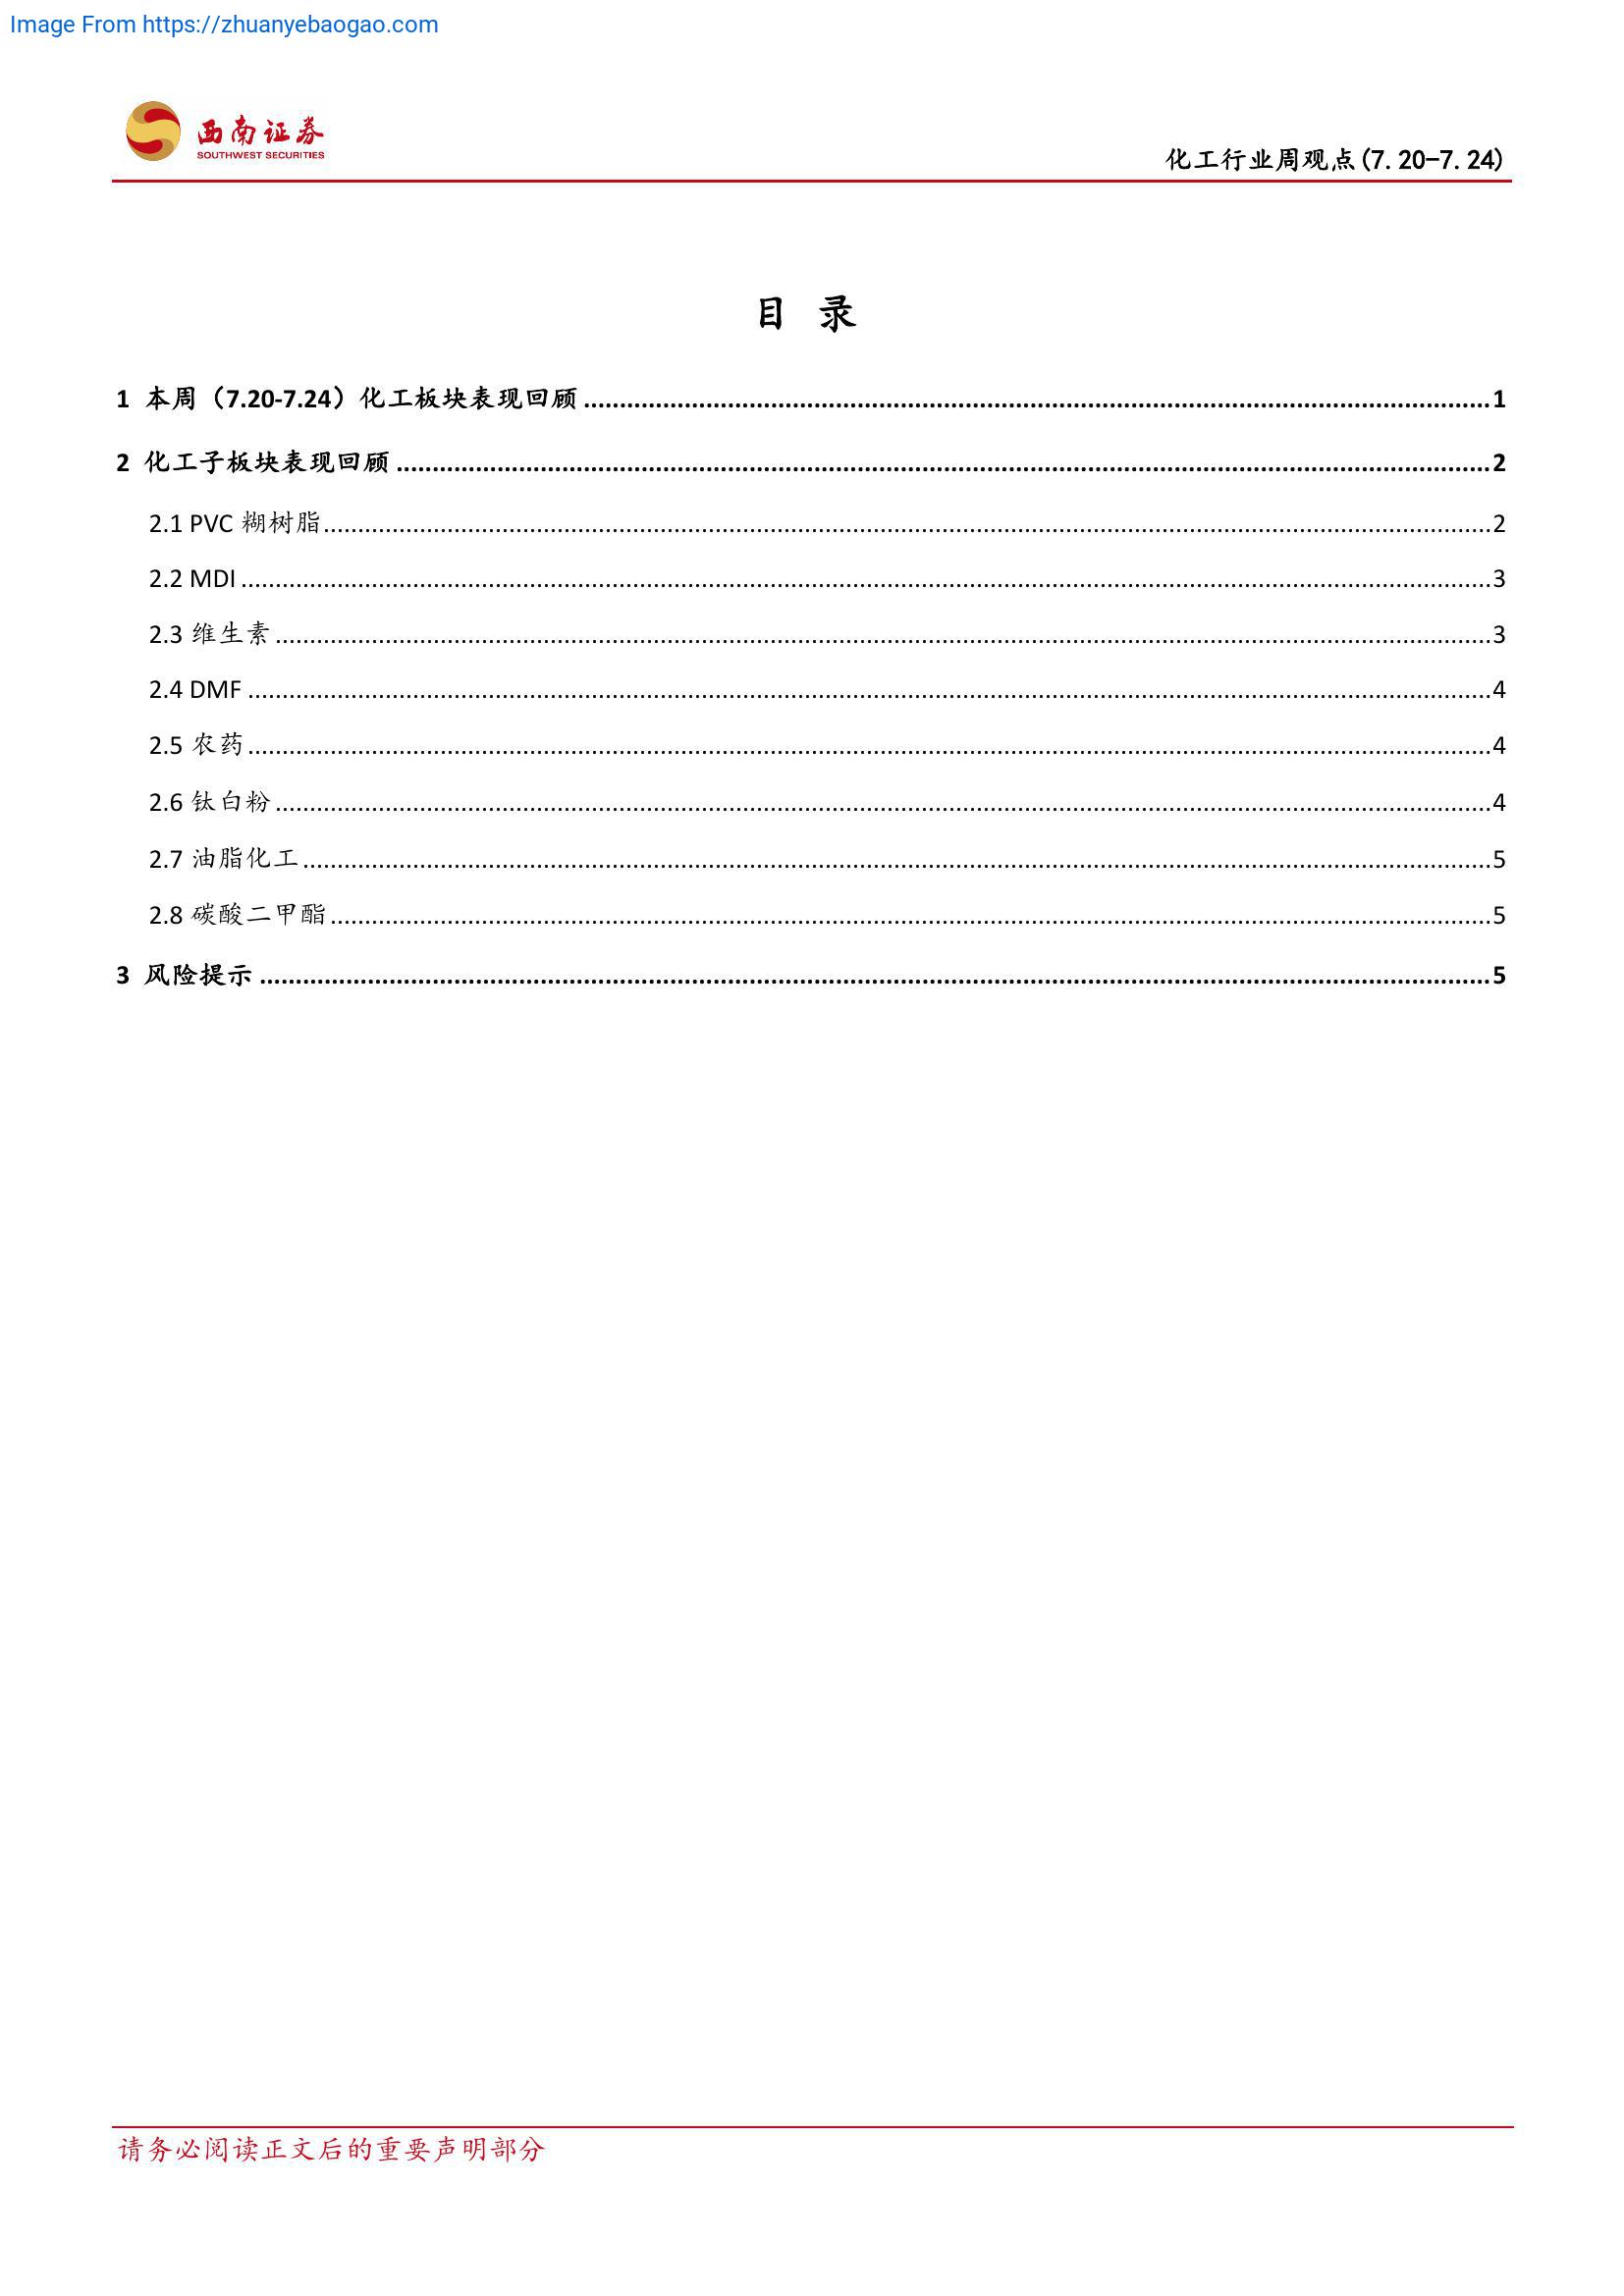 Image From https://zhuanyebaogao.com
西南证券
SOUTHWEST SECURITIES
化工行业周观点(7.20-7.24)
目 录
1 本周（7.20-7.24）化工板块表现回顾 ........ 1
2 化工子板块表现回顾 ........ 2
2.1 PVC 糊树脂 ........ 2
2.2 MDI ........ 3
2.3 维生素 ........ 3
2.4 DMF ........ 4
2.5 农药 ........ 4
2.6 钛白粉 ........ 4
2.7 油脂化工 ........ 5
2.8 碳酸二甲酯 ........ 5
3 风险提示 ........ 5
请务必阅读正文后的重要声明部分